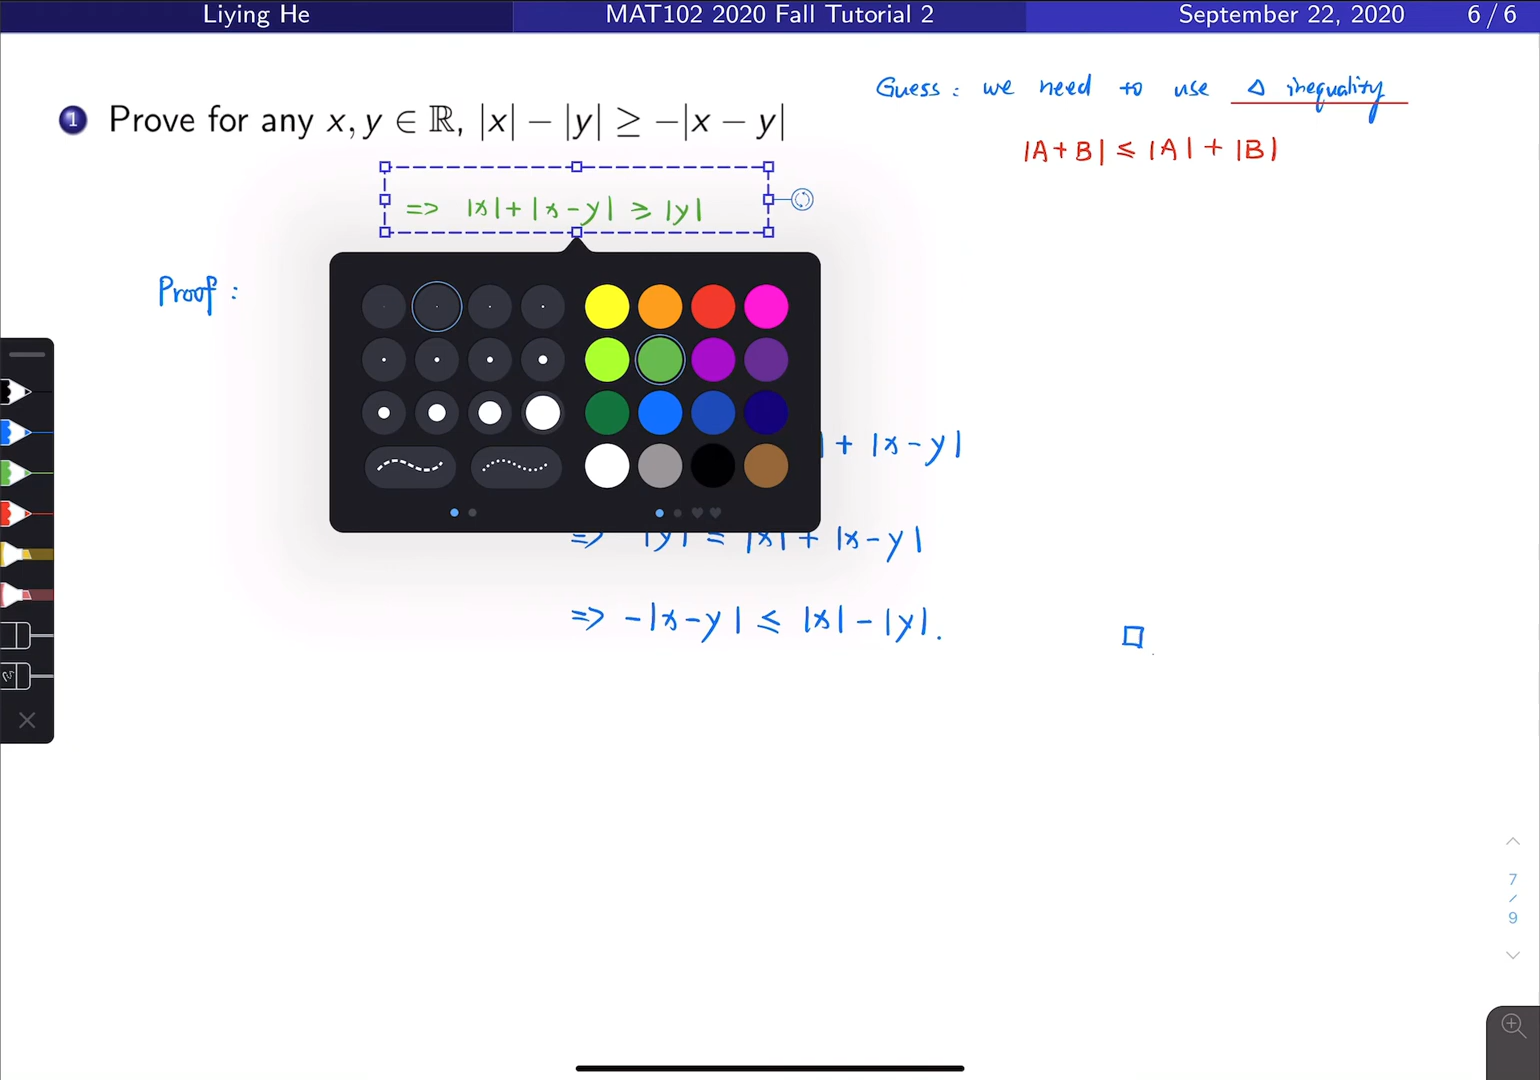 Liying He MAT102 2020 Fall Tutorial 2 September 22, 2020 6 / 6
Guess : we need to use Δ inequality
1 Prove for any x, y ∈ ℝ, |x| − |y| ≥ −|x − y|
|A + B| ≤ |A| + |B|
=> |x| + |x − y| ≥ |y|
Proof :
| + |x − y|
=> |y| ≤ |x| + |x − y|
=> −|x − y| ≤ |x| − |y|. □
7
/
9